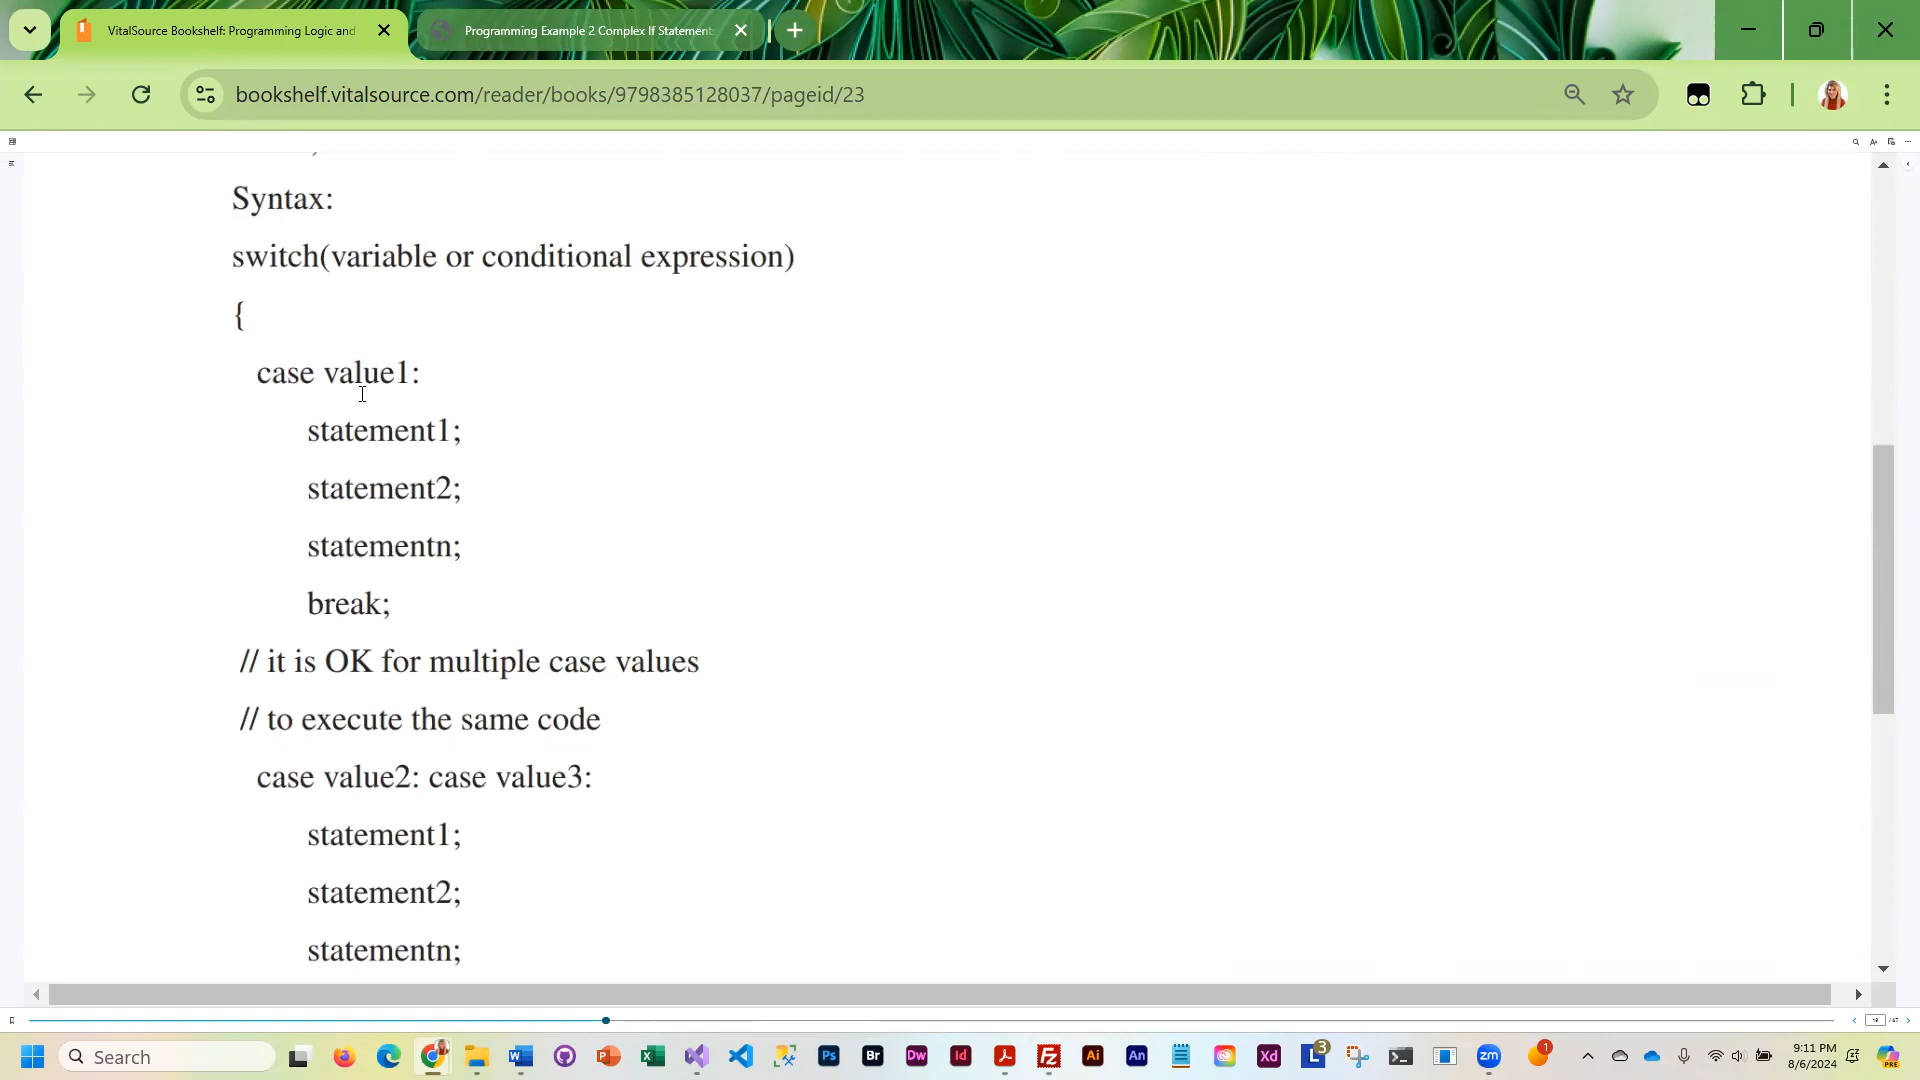 VitalSource Bookshelf: Programming Logic and
Programming Example 2 Complex If Statement
bookshelf.vitalsource.com/reader/books/9798385128037/pageid/23
Syntax:
switch(variable or conditional expression)
{
case value1:
statement1;
statement2;
statementn;
break;
// it is OK for multiple case values
// to execute the same code
case value2: case value3:
statement1;
statement2;
statementn;
Search
9:11 PM
8/6/2024